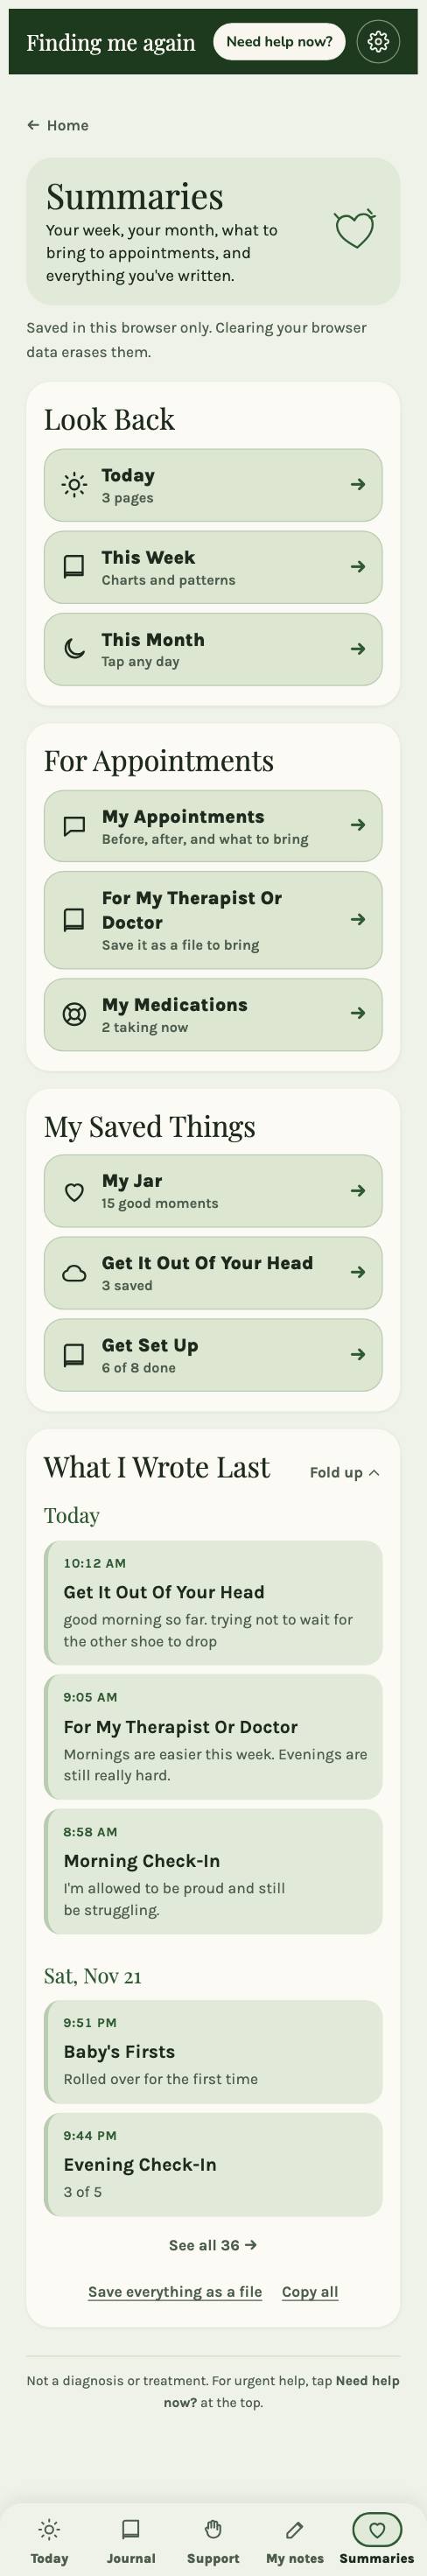 Finding me again
Need help now?
← Home
Summaries
Your week, your month, what to
bring to appointments, and
everything you've written.
Saved in this browser only. Clearing your browser
data erases them.
Look Back
Today
3 pages
→
This Week
Charts and patterns
→
This Month
Tap any day
→
For Appointments
My Appointments
Before, after, and what to bring
→
For My Therapist Or
Doctor
Save it as a file to bring
→
My Medications
2 taking now
→
My Saved Things
My Jar
15 good moments
→
Get It Out Of Your Head
3 saved
→
Get Set Up
6 of 8 done
→
What I Wrote Last
Fold up
Today
10:12 AM
Get It Out Of Your Head
good morning so far. trying not to wait for
the other shoe to drop
9:05 AM
For My Therapist Or Doctor
Mornings are easier this week. Evenings are
still really hard.
8:58 AM
Morning Check-In
I'm allowed to be proud and still
be struggling.
Sat, Nov 21
9:51 PM
Baby's Firsts
Rolled over for the first time
9:44 PM
Evening Check-In
3 of 5
See all 36 →
Save everything as a file
Copy all
Not a diagnosis or treatment. For urgent help, tap Need help
now? at the top.
Today
Journal
Support
My notes
Summaries